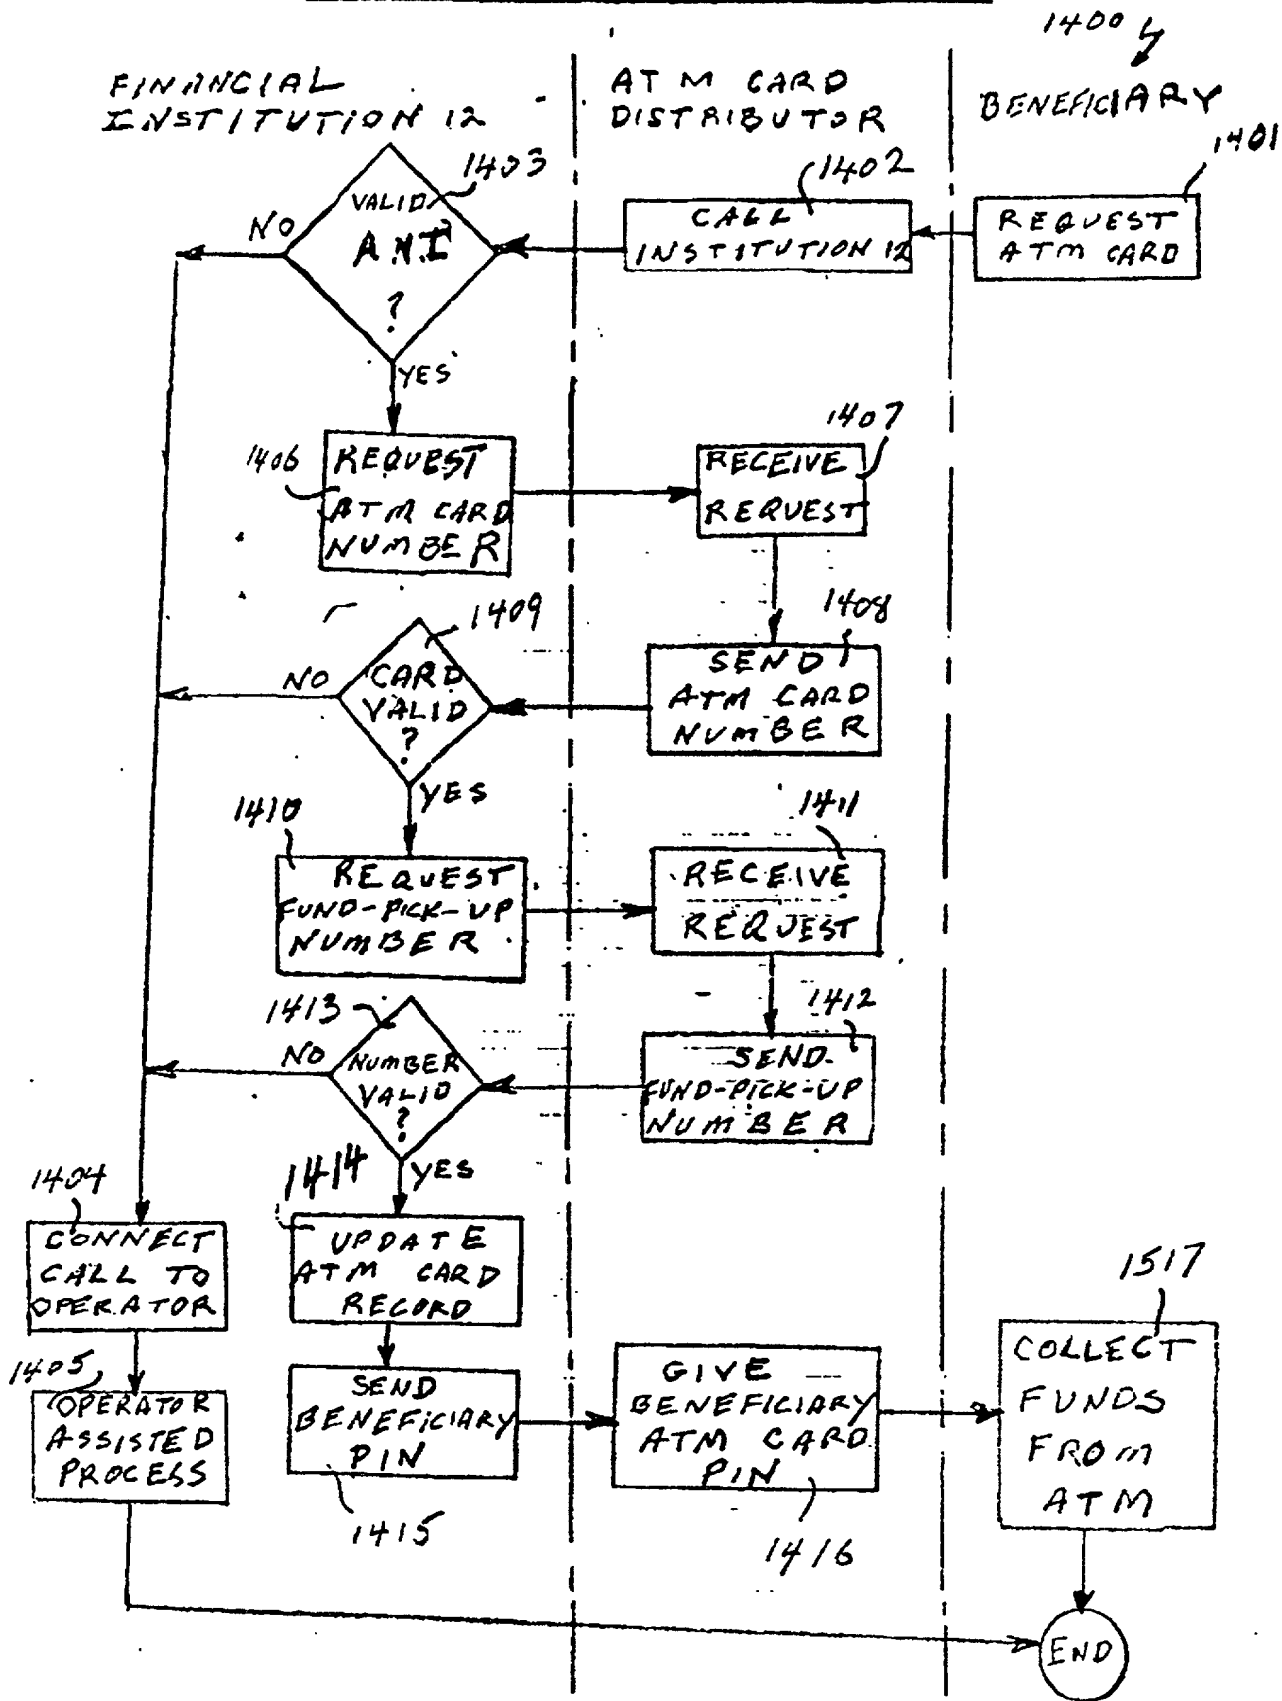 1400
FINANCIAL
INSTITUTION 12
ATM CARD
DISTRIBUTOR
BENEFICIARY
1403
VALID
ANI
?
NO
YES
1402
CALL
INSTITUTION 12
1401
REQUEST
ATM CARD
1406
REQUEST
ATM CARD
NUMBER
1407
RECEIVE
REQUEST
1409
CARD
VALID
?
NO
YES
1408
SEND
ATM CARD
NUMBER
1410
REQUEST
FUND-PICK-UP
NUMBER
1411
RECEIVE
REQUEST
1413
NUMBER
VALID
?
NO
YES
1412
SEND
FUND-PICK-UP
NUMBER
1404
CONNECT
CALL TO
OPERATOR
1414
UPDATE
ATM CARD
RECORD
1405
OPERATOR
ASSISTED
PROCESS
SEND
BENEFICIARY
PIN
1415
GIVE
BENEFICIARY
ATM CARD
PIN
1416
1517
COLLECT
FUNDS
FROM
ATM
END